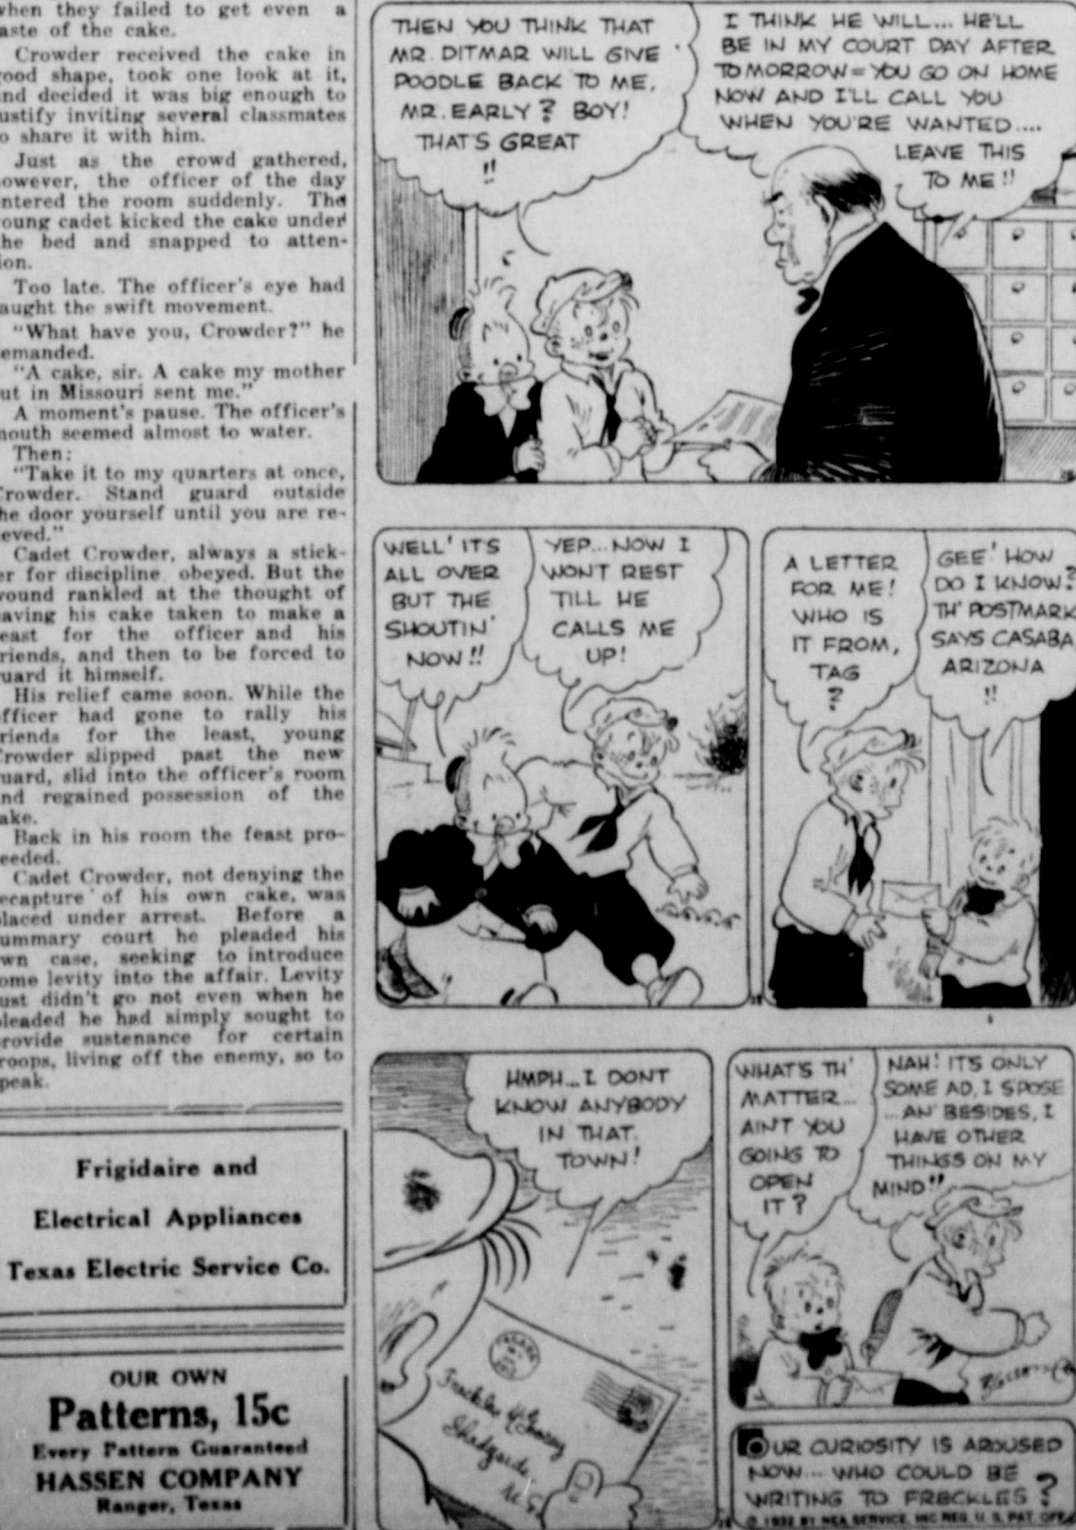 when they failed to get even a
taste of the cake.
Crowder received the cake in
good shape, took one look at it,
and decided it was big enough to
justify inviting several classmates
to share it with him.
Just as the crowd gathered,
however, the officer of the day
entered the room suddenly. The
young cadet kicked the cake under
the bed and snapped to atten-
tion.
Too late. The officer's eye had
caught the swift movement.
"What have you, Crowder?" he
demanded.
"A cake, sir. A cake my mother
out in Missouri sent me."
A moment's pause. The officer's
mouth seemed almost to water.
Then:
"Take it to my quarters at once,
Crowder. Stand guard outside
the door yourself until you are re-
lieved."
Cadet Crowder, always a stick-
er for discipline, obeyed. But the
wound rankled at the thought of
having his cake taken to make a
feast for the officer and his
friends, and then to be forced to
guard it himself.
His relief came soon. While the
officer had gone to rally his
friends for the least, young
Crowder slipped past the new
guard, slid into the officer's room
and regained possession of the
cake.
Back in his room the feast pro-
ceeded.
Cadet Crowder, not denying the
recapture of his own cake, was
placed under arrest. Before a
summary court he pleaded his
own case, seeking to introduce
some levity into the affair. Levity
just didn't go not even when he
pleaded he had simply sought to
provide sustenance for certain
troops, living off the enemy, so to
speak.
Frigidaire and
Electrical Appliances
Texas Electric Service Co.
OUR OWN
Patterns, 15c
Every Pattern Guaranteed
HASSEN COMPANY
Ranger, Texas
THEN YOU THINK THAT
MR. DITMAR WILL GIVE
POODLE BACK TO ME,
MR. EARLY? BOY!
THAT'S GREAT
!!
I THINK HE WILL... HE'LL
BE IN MY COURT DAY AFTER
TOMORROW = YOU GO ON HOME
NOW AND I'LL CALL YOU
WHEN YOU'RE WANTED....
LEAVE THIS
TO ME!!
WELL' ITS
ALL OVER
BUT THE
SHOUTIN'
NOW!!
YEP... NOW I
WON'T REST
TILL HE
CALLS ME
UP!
A LETTER
FOR ME!
WHO IS
IT FROM,
TAG
?
GEE! HOW
DO I KNOW?
TH' POSTMARK
SAYS CASABA,
ARIZONA
!!
HMPH... I DONT
KNOW ANYBODY
IN THAT
TOWN!
Freckles McGoosey
Shadyside
U.S.
WHAT'S TH'
MATTER...
AIN'T YOU
GOING TO
OPEN
IT?
NAH! IT'S ONLY
SOME AD, I SPOSE
... AN' BESIDES, I
HAVE OTHER
THINGS ON MY
MIND!!
BLOSSER
OUR CURIOSITY IS AROUSED
NOW... WHO COULD BE
WRITING TO FRECKLES?
© 1932 BY NEA SERVICE, INC. REG. U. S. PAT. OFF.